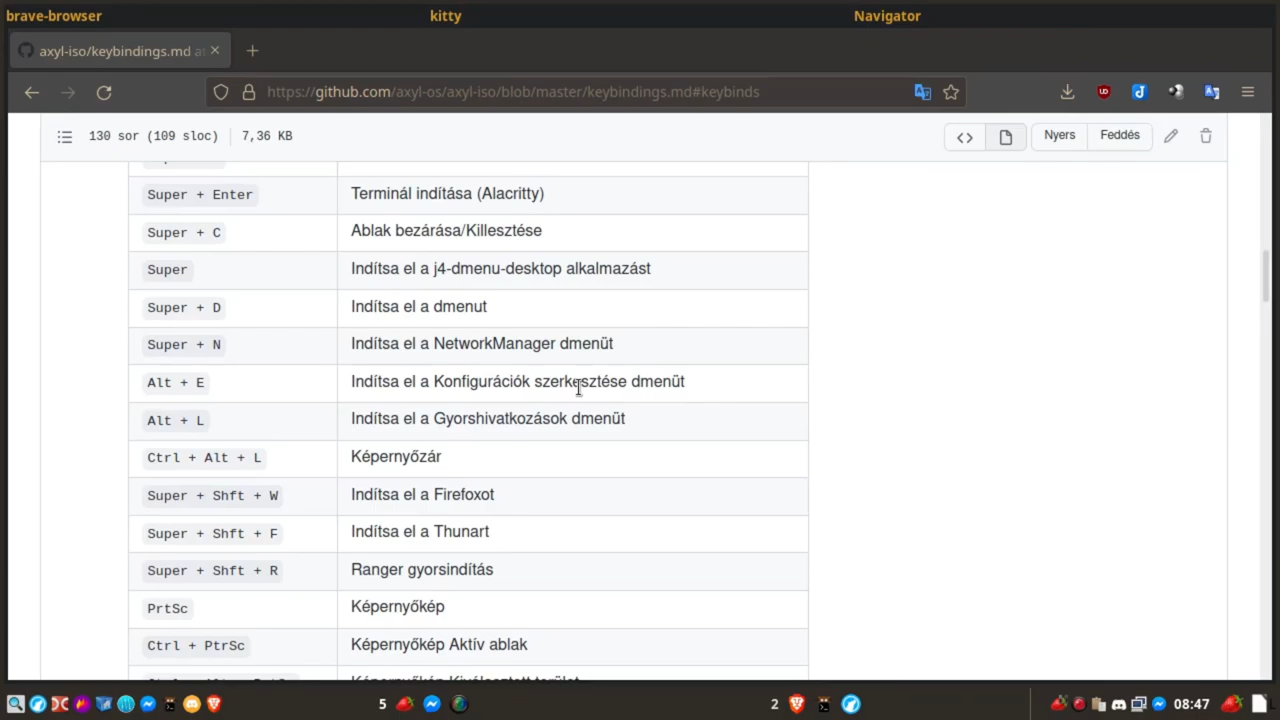 brave-browser kitty Navigator
axyl-iso/keybindings.md at
https://github.com/axyl-os/axyl-iso/blob/master/keybindings.md#keybinds
130 sor (109 sloc) 7,36 KB Nyers Feddés
Super + Enter Terminál indítása (Alacritty)
Super + C Ablak bezárása/Killesztése
Super Indítsa el a j4-dmenu-desktop alkalmazást
Super + D Indítsa el a dmenut
Super + N Indítsa el a NetworkManager dmenüt
Alt + E Indítsa el a Konfigurációk szerkesztése dmenüt
Alt + L Indítsa el a Gyorshivatkozások dmenüt
Ctrl + Alt + L Képernyőzár
Super + Shft + W Indítsa el a Firefoxot
Super + Shft + F Indítsa el a Thunart
Super + Shft + R Ranger gyorsindítás
PrtSc Képernyőkép
Ctrl + PtrSc Képernyőkép Aktív ablak
5 2 08:47